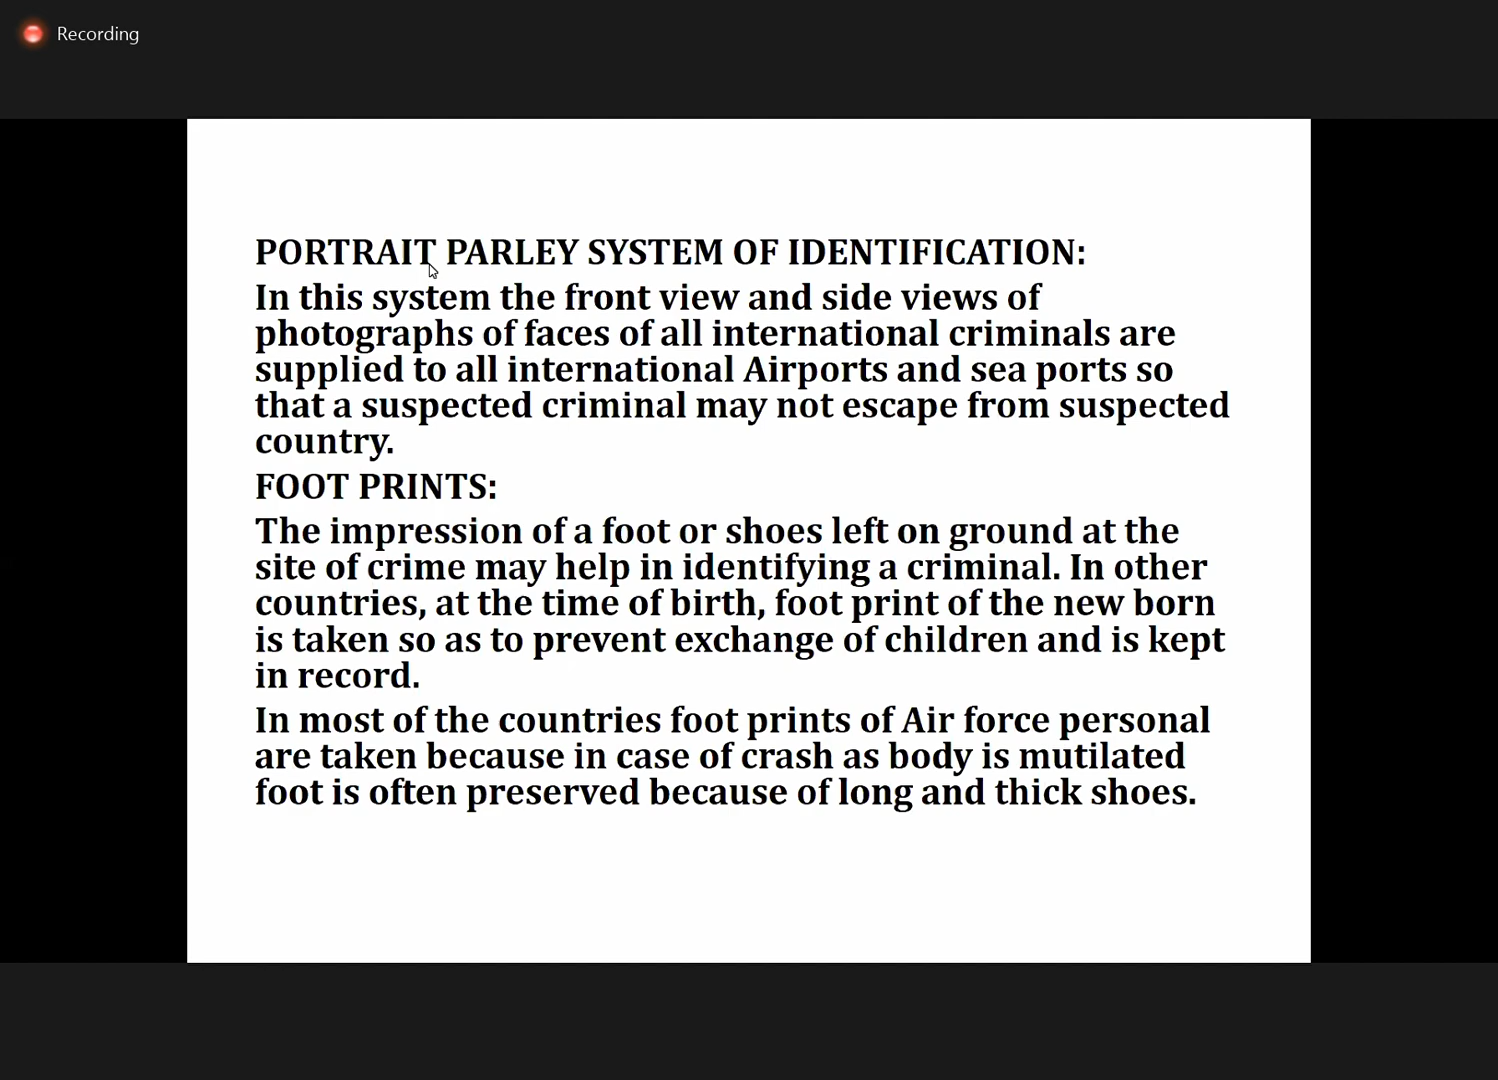 Recording
PORTRAIT PARLEY SYSTEM OF IDENTIFICATION:
In this system the front view and side views of
photographs of faces of all international criminals are
supplied to all international Airports and sea ports so
that a suspected criminal may not escape from suspected
country.
FOOT PRINTS:
The impression of a foot or shoes left on ground at the
site of crime may help in identifying a criminal. In other
countries, at the time of birth, foot print of the new born
is taken so as to prevent exchange of children and is kept
in record.
In most of the countries foot prints of Air force personal
are taken because in case of crash as body is mutilated
foot is often preserved because of long and thick shoes.